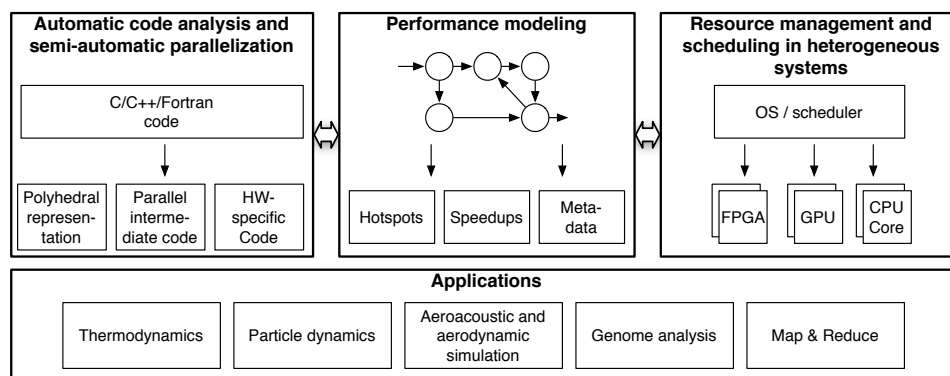 Automatic code analysis and
semi-automatic parallelization
C/C++/Fortran
code
Polyhedral
represen-
tation
Parallel
interme-
diate code
HW-
specific
Code
Performance modeling
Hotspots
Speedups
Meta-
data
Resource management and
scheduling in heterogeneous
systems
OS / scheduler
FPGA
GPU
CPU
Core
Applications
Thermodynamics
Particle dynamics
Aeroacoustic and
aerodynamic
simulation
Genome analysis
Map & Reduce